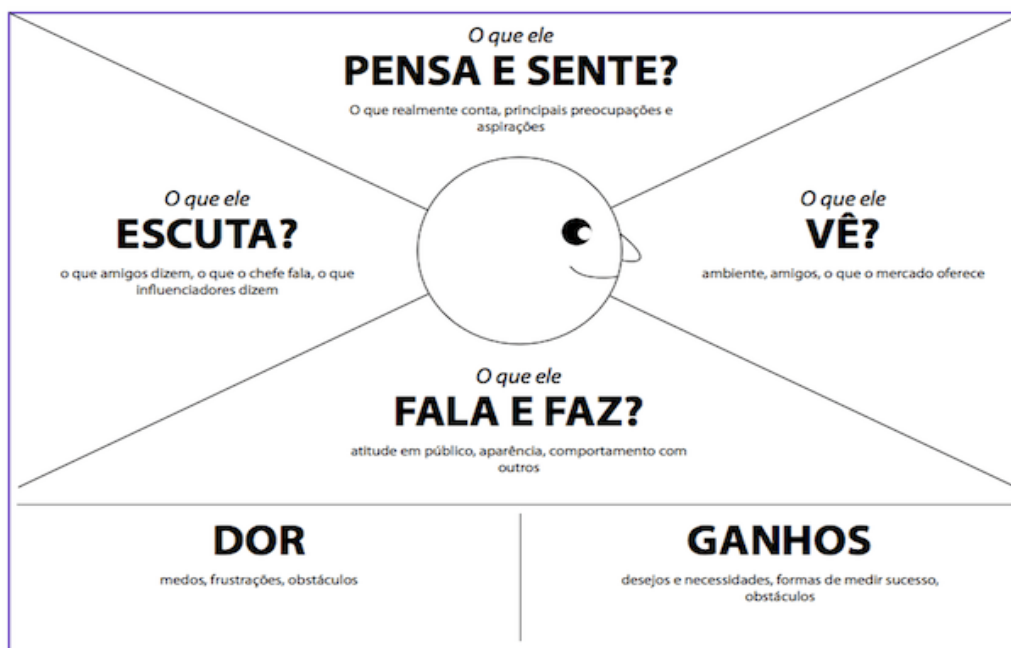 O que ele
PENSA E SENTE?
O que realmente conta, principais preocupações e
aspirações
O que ele
ESCUTA?
o que amigos dizem, o que o chefe fala, o que
influenciadores dizem
O que ele
VÊ?
ambiente, amigos, o que o mercado oferece
O que ele
FALA E FAZ?
atitude em público, aparência, comportamento com
outros
DOR
medos, frustrações, obstáculos
GANHOS
desejos e necessidades, formas de medir sucesso,
obstáculos